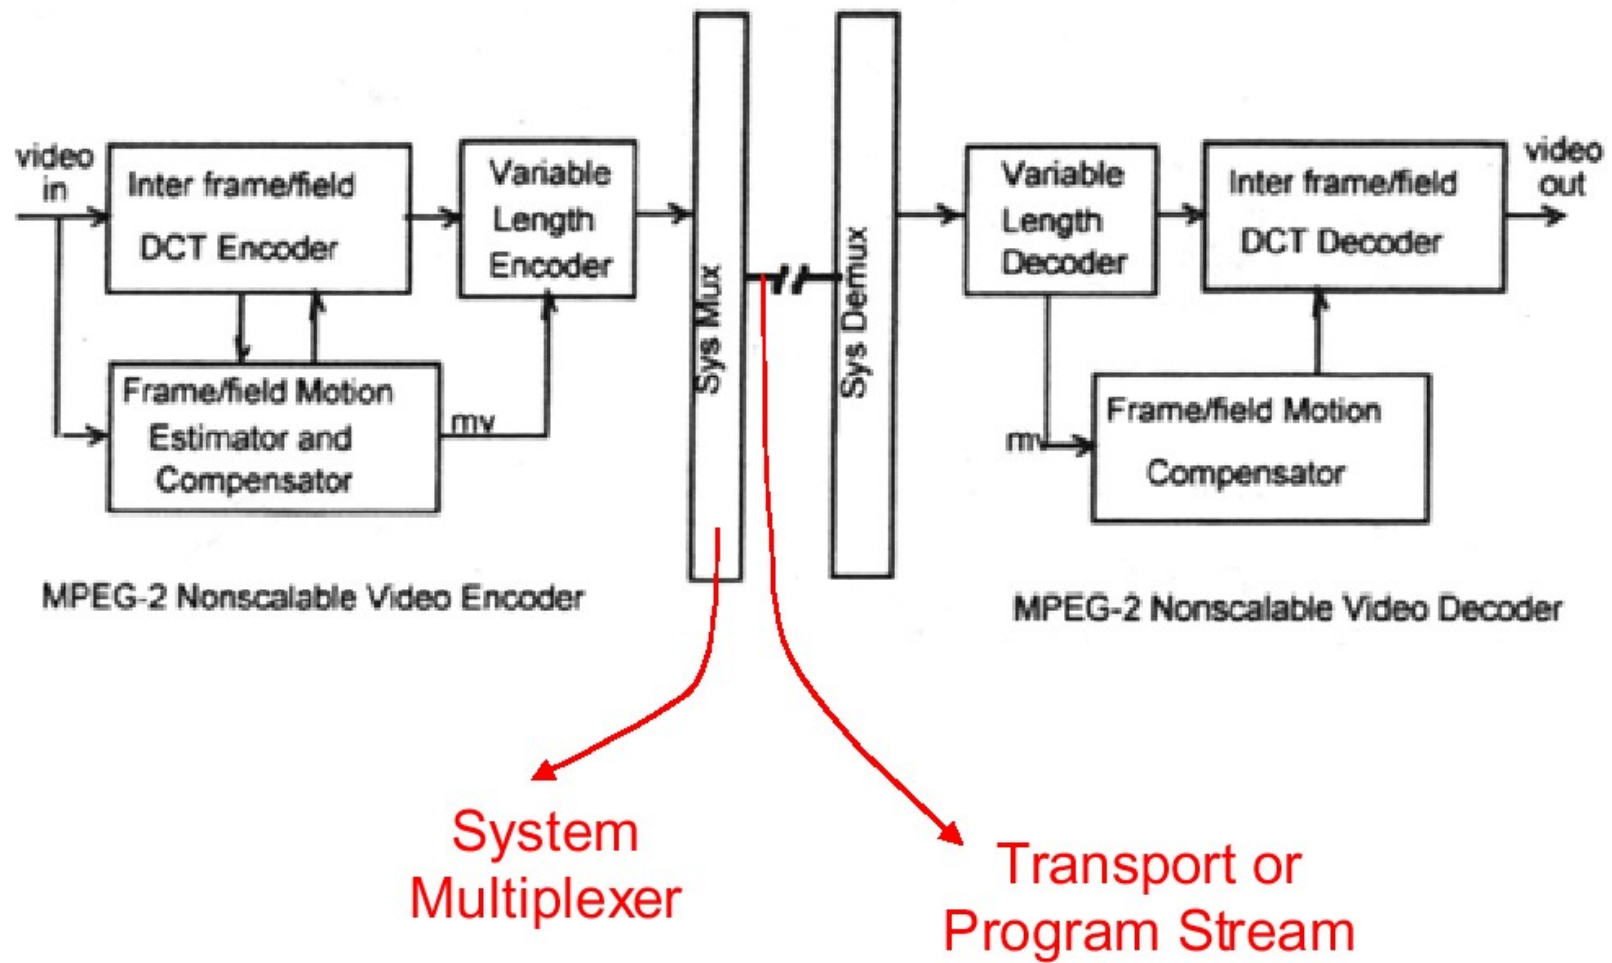 video
in
Inter frame/field
DCT Encoder
Variable
Length
Encoder
Frame/field Motion
Estimator and
Compensator
mv
Sys Mux
Sys Demux
Variable
Length
Decoder
Inter frame/field
DCT Decoder
video
out
mv
Frame/field Motion
Compensator
MPEG-2 Nonscalable Video Encoder
MPEG-2 Nonscalable Video Decoder
System
Multiplexer
Transport or
Program Stream